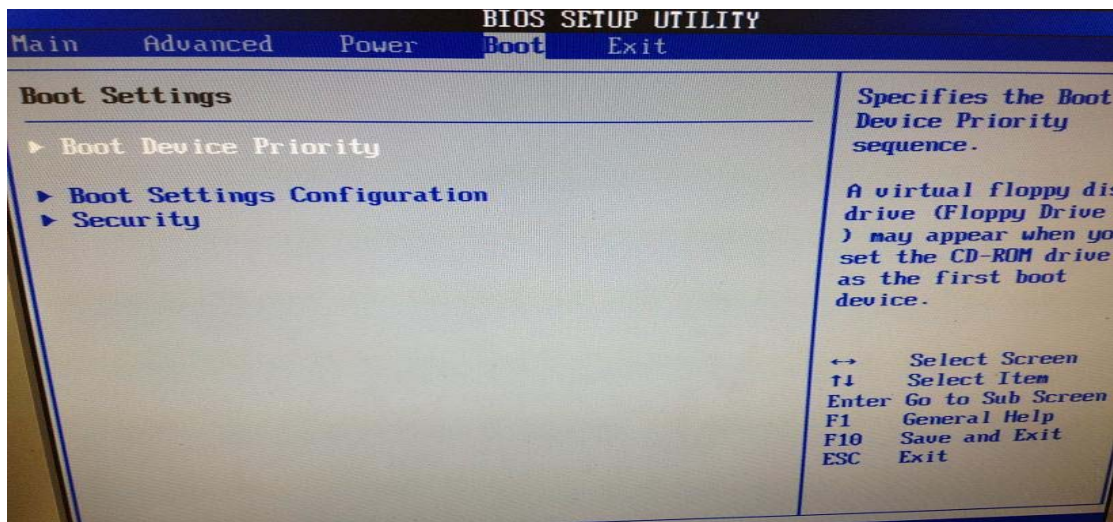 BIOS SETUP UTILITY
Main Advanced Power Boot Exit
Boot Settings
► Boot Device Priority
► Boot Settings Configuration
► Security
Specifies the Boot
Device Priority
sequence.
A virtual floppy
drive (Floppy Drive
) may appear when
set the CD-ROM drive
as the first boot
device.
↔ Select Screen
↑↓ Select Item
Enter Go to Sub Screen
F1 General Help
F10 Save and Exit
ESC Exit